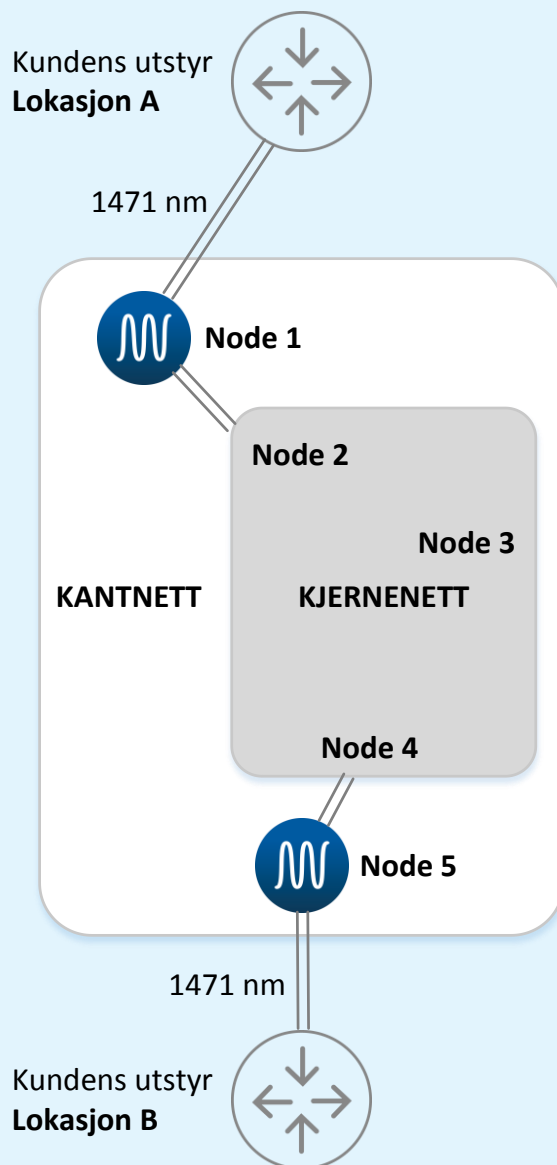 Kundens utstyr
Lokasjon A
1471 nm
Node 1
Node 2
Node 3
KANTNETT
KJERNENETT
Node 4
Node 5
1471 nm
Kundens utstyr
Lokasjon B